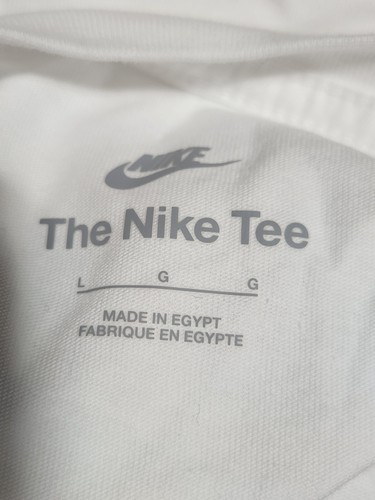 NIKE
The Nike Tee
L G G
MADE IN EGYPT
FABRIQUE EN EGYPTE